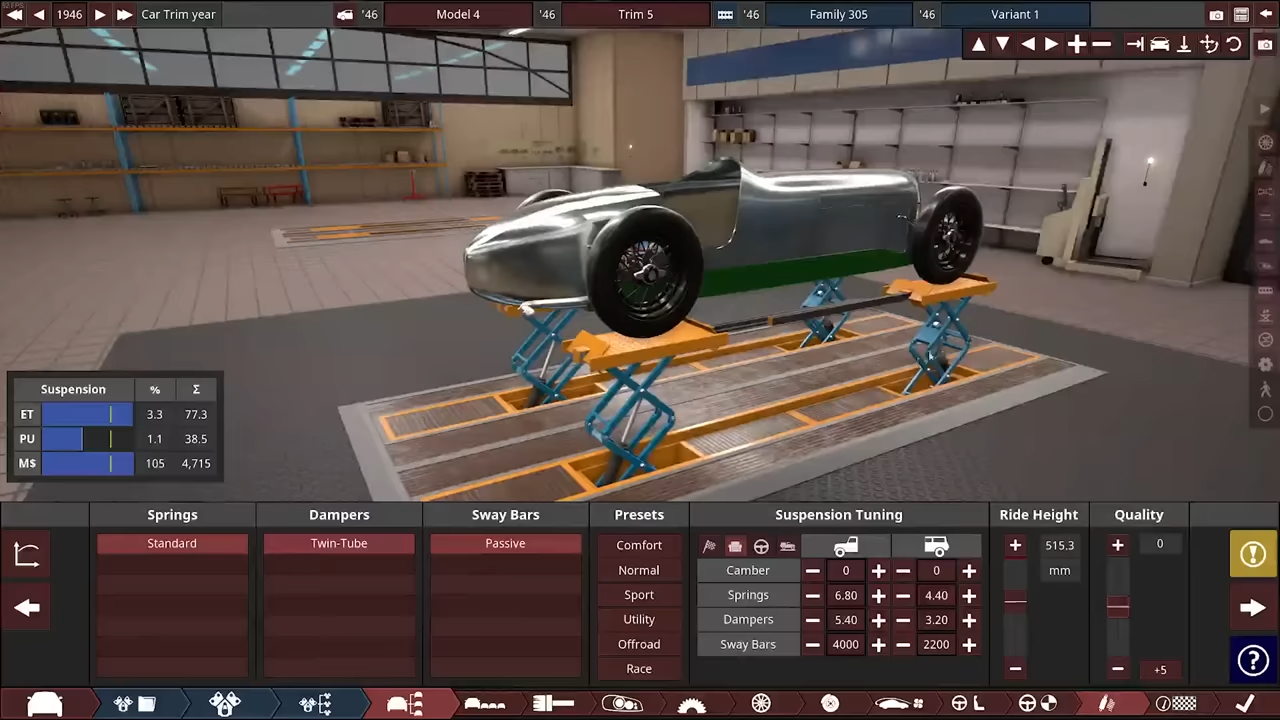 1946
Car Trim year
'46
Model 4
'46
Trim 5
'46
Family 305
'46
Variant 1
Suspension % Σ
ET 3.3 77.3
PU 1.1 38.5
M$ 105 4,715
Springs
Standard
Dampers
Twin-Tube
Sway Bars
Passive
Presets
Comfort
Normal
Sport
Utility
Offroad
Race
Suspension Tuning
Camber − 0 + − 0 +
Springs − 6.80 + − 4.40 +
Dampers − 5.40 + − 3.20 +
Sway Bars − 4000 + − 2200 +
Ride Height
+ 515.3
mm
−
Quality
+ 0
− +5
?